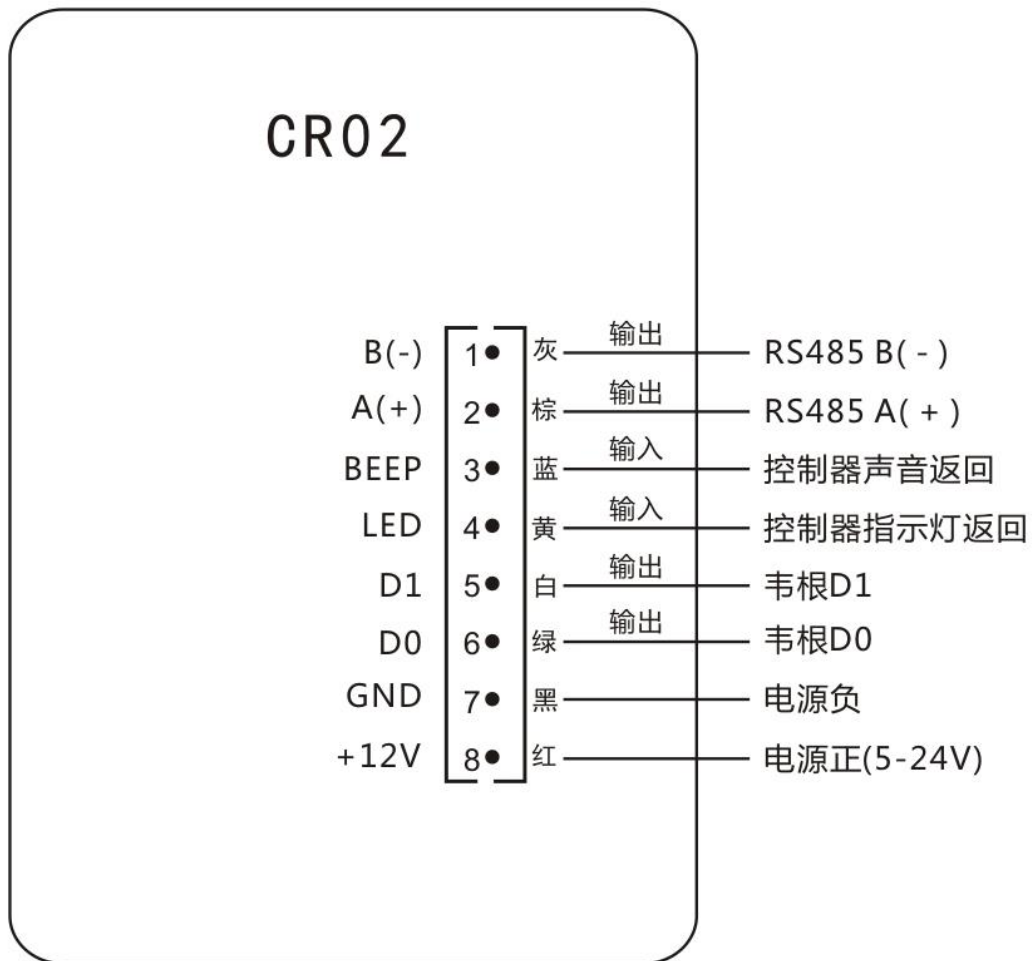 CR02
B(-) 1 灰 输出 RS485 B( - )
A(+) 2 棕 输出 RS485 A( + )
BEEP 3 蓝 输入 控制器声音返回
LED 4 黄 输入 控制器指示灯返回
D1 5 白 输出 韦根D1
D0 6 绿 输出 韦根D0
GND 7 黑 电源负
+12V 8 红 电源正(5-24V)